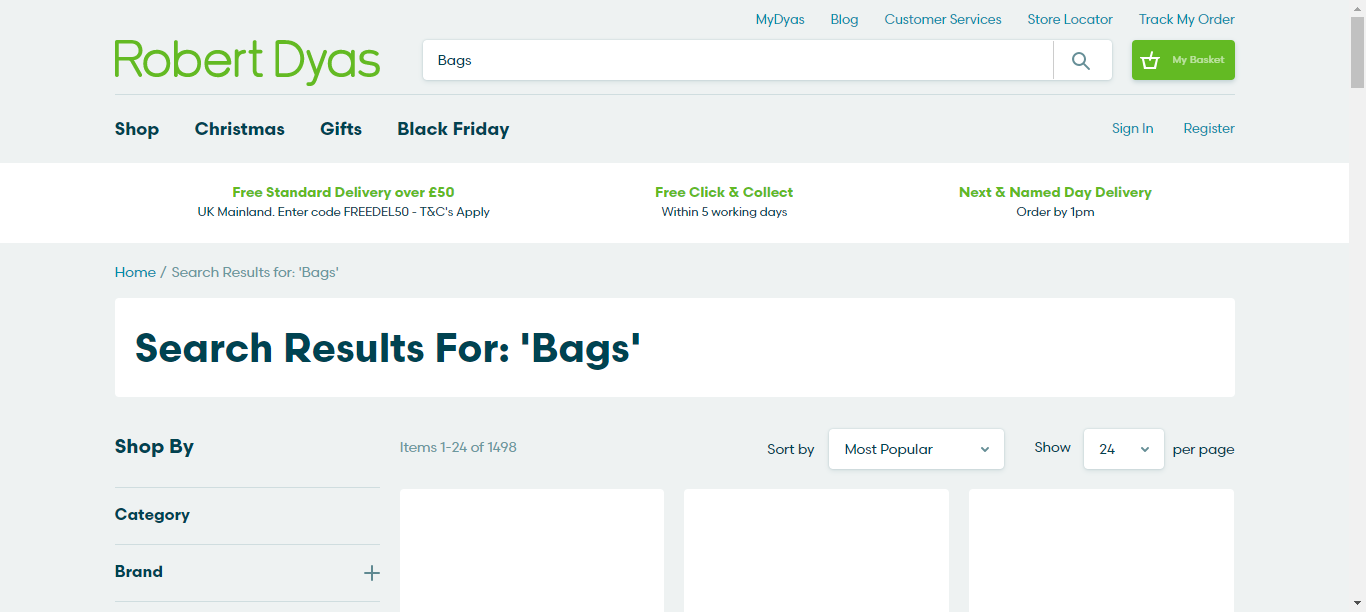 MyDyas Blog Customer Services Store Locator Track My Order
Robert Dyas
Bags
My Basket
Shop Christmas Gifts Black Friday
Sign In Register
Free Standard Delivery over £50
UK Mainland. Enter code FREEDEL50 - T&C's Apply
Free Click & Collect
Within 5 working days
Next & Named Day Delivery
Order by 1pm
Home / Search Results for: 'Bags'
Search Results For: 'Bags'
Shop By
Items 1-24 of 1498
Sort by Most Popular
Show 24 per page
Category
Brand